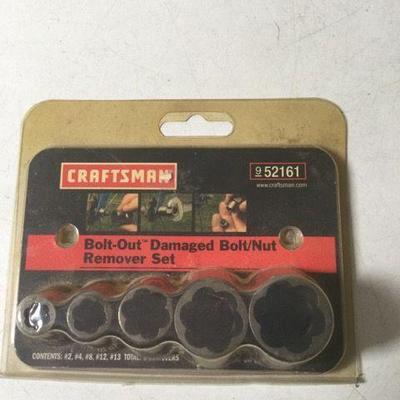 CRAFTSMAN
9 52161
www.craftsman.com
Bolt-Out™ Damaged Bolt/Nut
Remover Set
CONTENTS: #2, #4, #8, #12, #13 TOTAL: